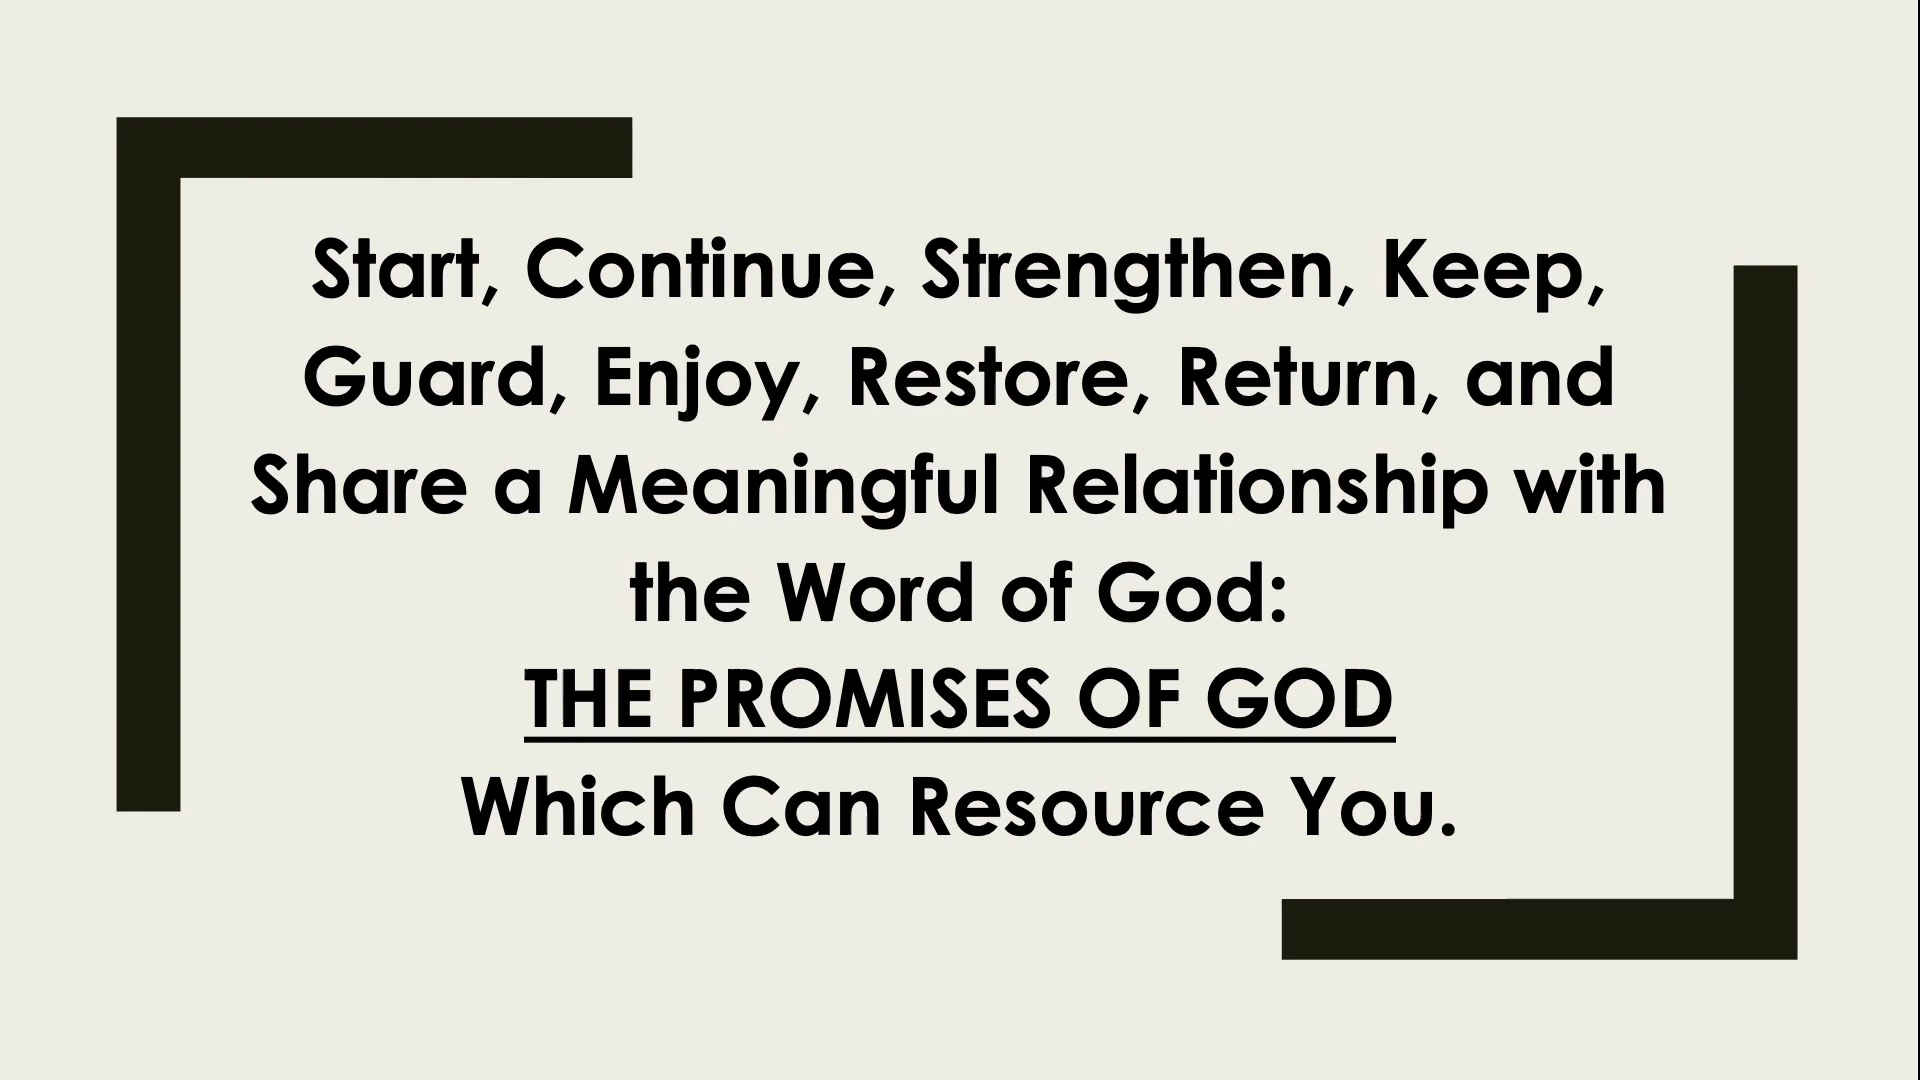 Start, Continue, Strengthen, Keep,
Guard, Enjoy, Restore, Return, and
Share a Meaningful Relationship with
the Word of God:
THE PROMISES OF GOD
Which Can Resource You.